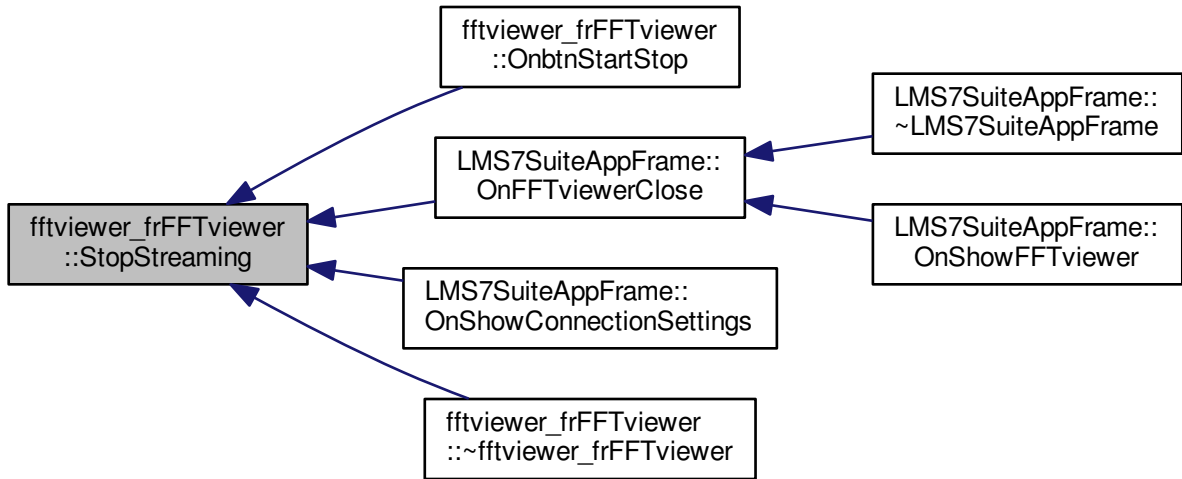 fftviewer_frFFTviewer
::StopStreaming
fftviewer_frFFTviewer
::OnbtnStartStop
LMS7SuiteAppFrame::
OnFFTviewerClose
LMS7SuiteAppFrame::
~LMS7SuiteAppFrame
LMS7SuiteAppFrame::
OnShowFFTviewer
LMS7SuiteAppFrame::
OnShowConnectionSettings
fftviewer_frFFTviewer
::~fftviewer_frFFTviewer